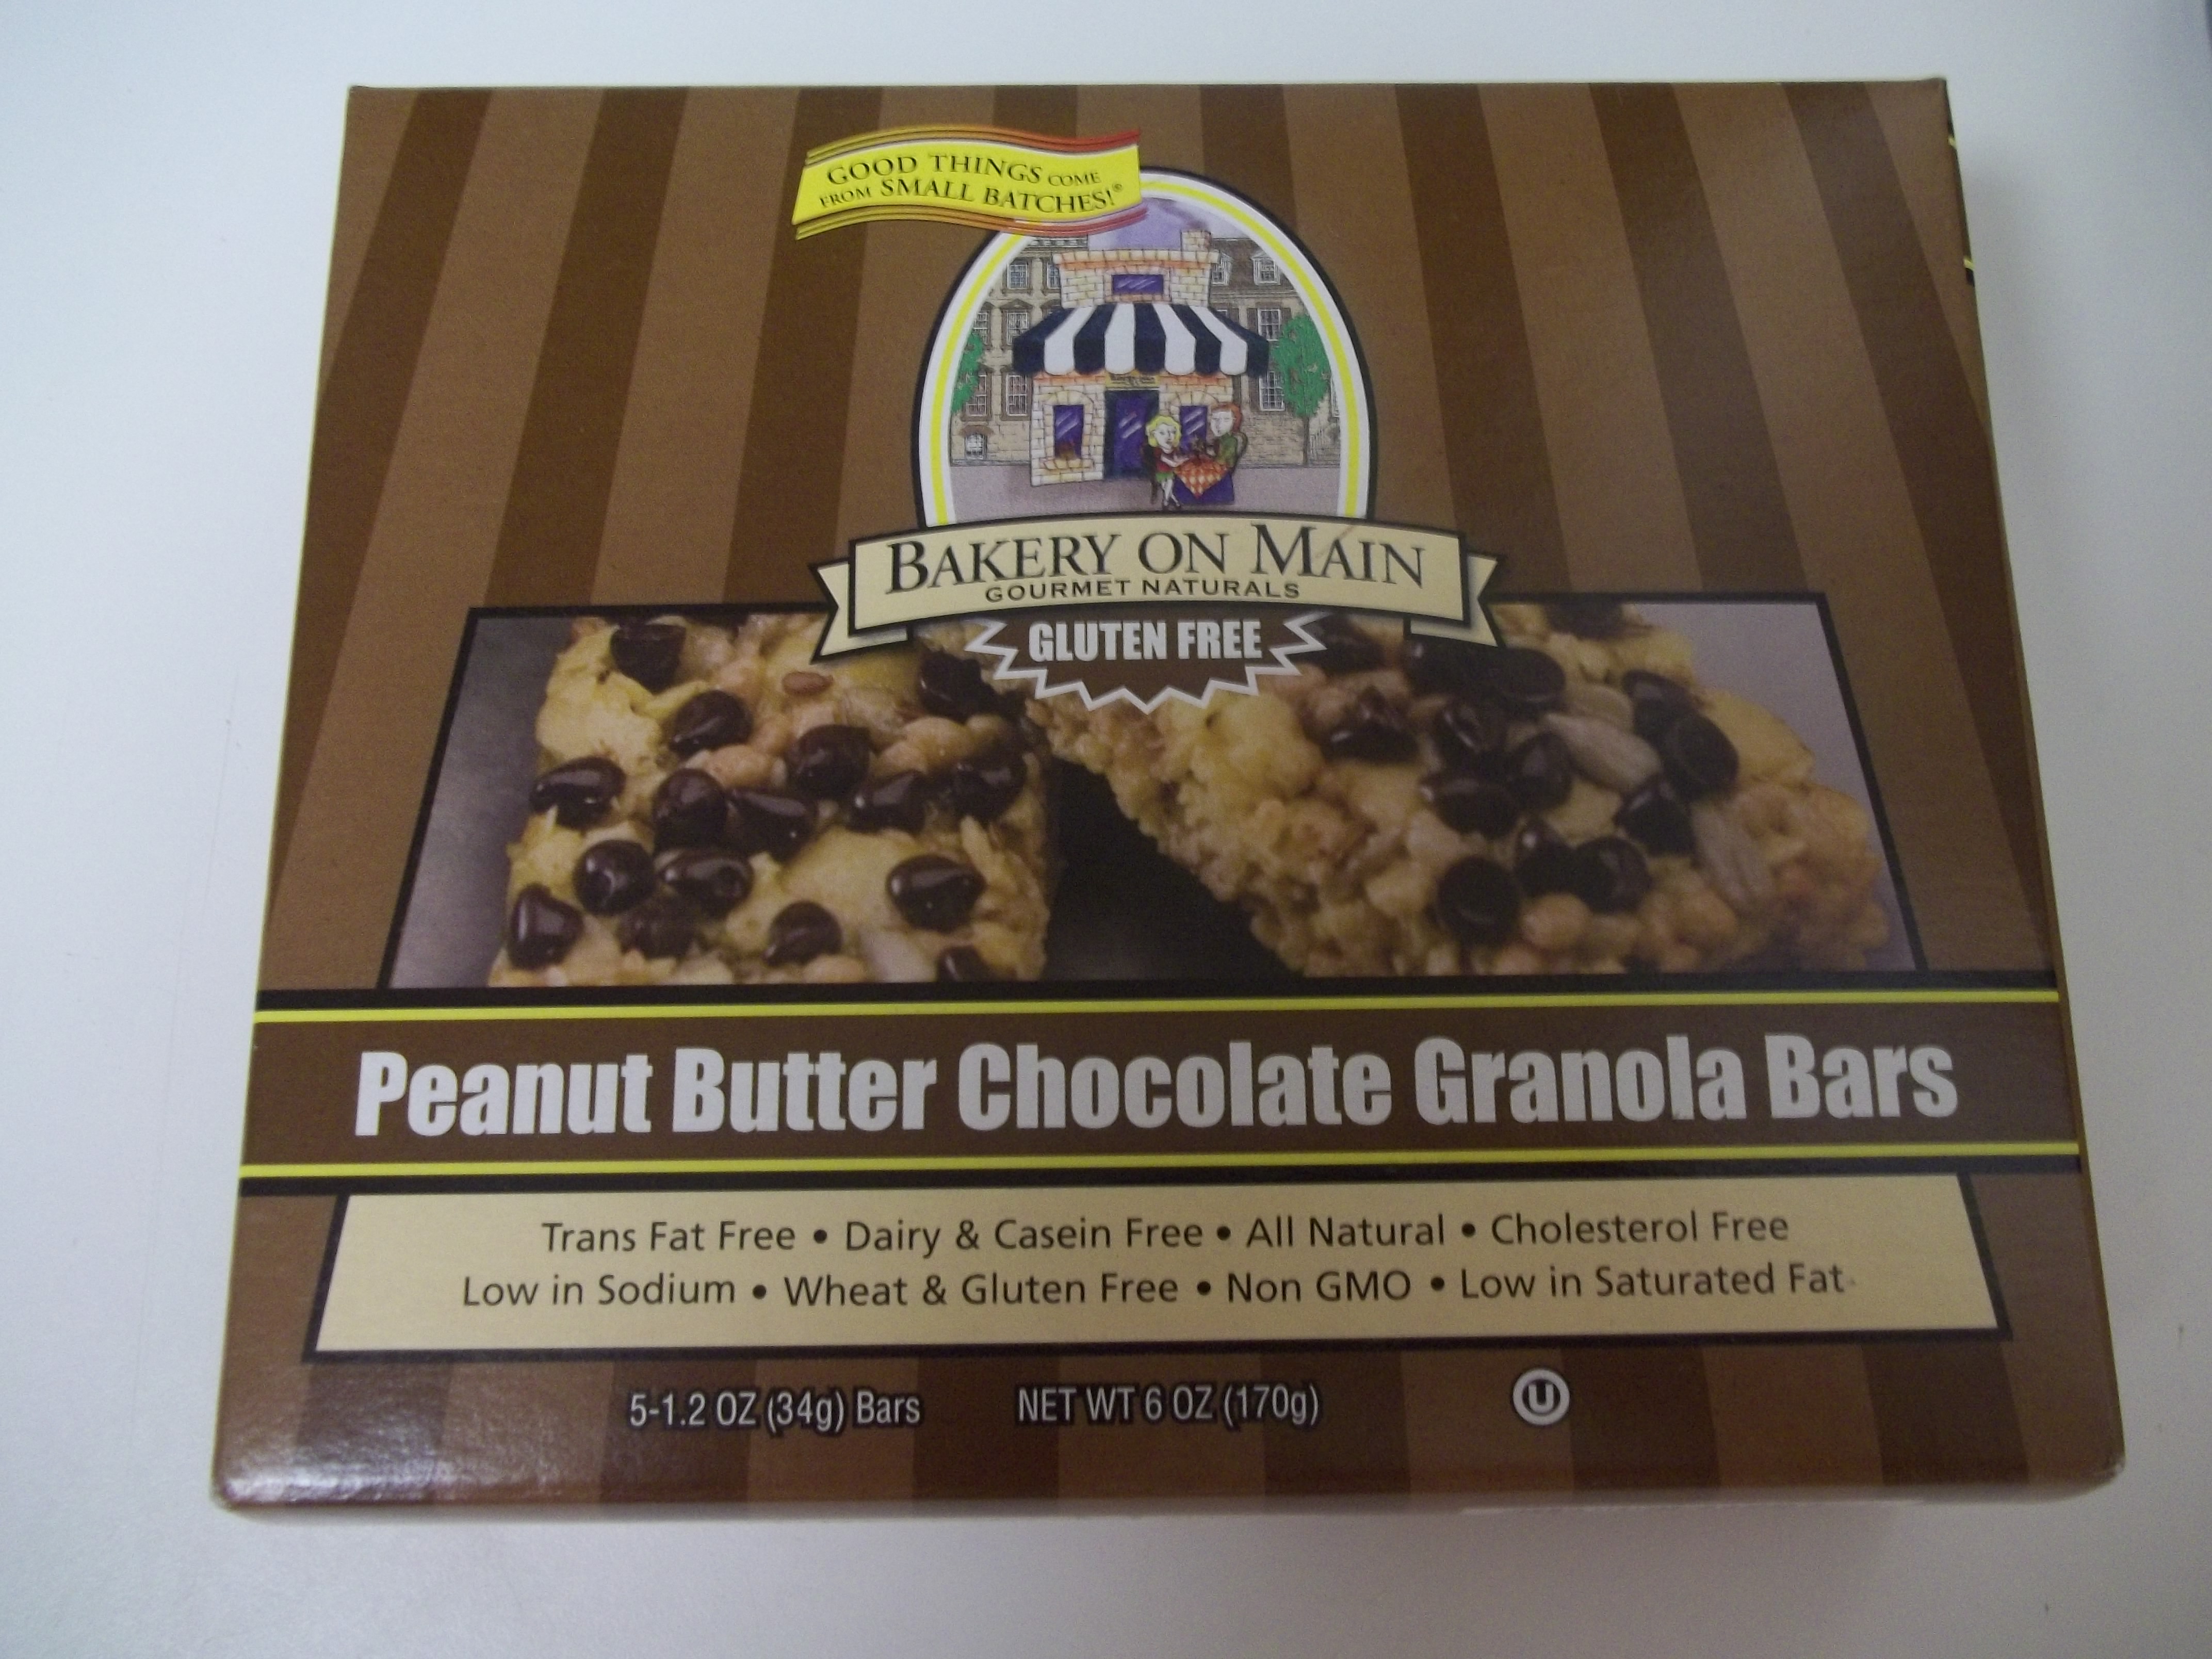 GOOD THINGS COME
FROM SMALL BATCHES!®
BAKERY ON MAIN
GOURMET NATURALS
GLUTEN FREE
Peanut Butter Chocolate Granola Bars
Trans Fat Free • Dairy & Casein Free • All Natural • Cholesterol Free
Low in Sodium • Wheat & Gluten Free • Non GMO • Low in Saturated Fat
5-1.2 OZ (34g) Bars NET WT 6 OZ (170g) U